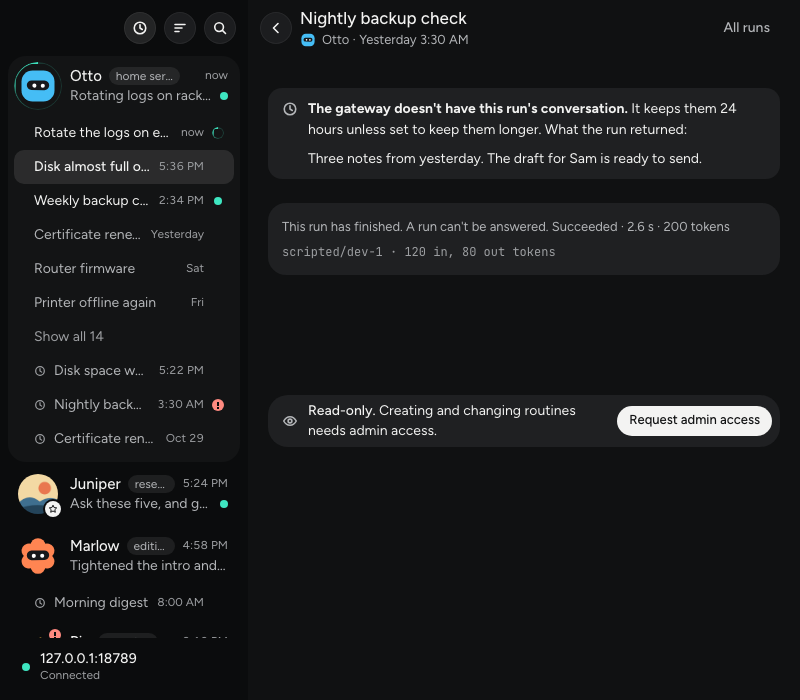 Otto home ser... now
Rotating logs on rack...
Rotate the logs on e... now
Disk almost full o... 5:36 PM
Weekly backup c... 2:34 PM
Certificate rene... Yesterday
Router firmware Sat
Printer offline again Fri
Show all 14
Disk space w... 5:22 PM
Nightly back... 3:30 AM
Certificate ren... Oct 29
Juniper rese... 5:24 PM
Ask these five, and g...
Marlow editi... 4:58 PM
Tightened the intro and...
Morning digest 8:00 AM
127.0.0.1:18789
Connected
Nightly backup check
Otto · Yesterday 3:30 AM
All runs
The gateway doesn't have this run's conversation. It keeps them 24
hours unless set to keep them longer. What the run returned:
Three notes from yesterday. The draft for Sam is ready to send.
This run has finished. A run can't be answered. Succeeded · 2.6 s · 200 tokens
scripted/dev-1 · 120 in, 80 out tokens
Read-only. Creating and changing routines
needs admin access.
Request admin access